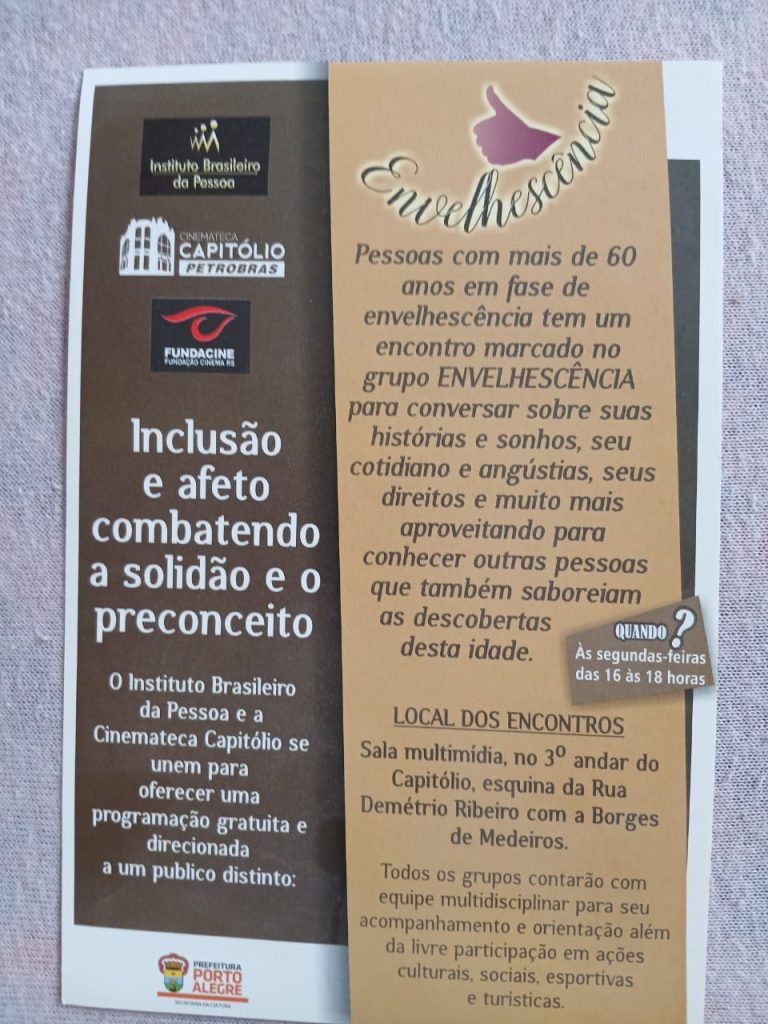 Instituto Brasileiro
da Pessoa
CINEMATECA
CAPITÓLIO
PETROBRAS
FUNDACINE
FUNDAÇÃO CINEMA RS
Inclusão
e afeto
combatendo
a solidão e o
preconceito
O Instituto Brasileiro
da Pessoa e a
Cinemateca Capitólio se
unem para
oferecer uma
programação gratuita e
direcionada
a um publico distinto:
PREFEITURA
PORTO
ALEGRE
SECRETARIA DA CULTURA
Envelhescência
Pessoas com mais de 60
anos em fase de
envelhescência tem um
encontro marcado no
grupo ENVELHESCÊNCIA
para conversar sobre suas
histórias e sonhos, seu
cotidiano e angústias, seus
direitos e muito mais
aproveitando para
conhecer outras pessoas
que também saboreiam
as descobertas
desta idade.
QUANDO?
Às segundas-feiras
das 16 às 18 horas
LOCAL DOS ENCONTROS
Sala multimídia, no 3º andar do
Capitólio, esquina da Rua
Demétrio Ribeiro com a Borges
de Medeiros.
Todos os grupos contarão com
equipe multidisciplinar para seu
acompanhamento e orientação além
da livre participação em ações
culturais, sociais, esportivas
e turísticas.